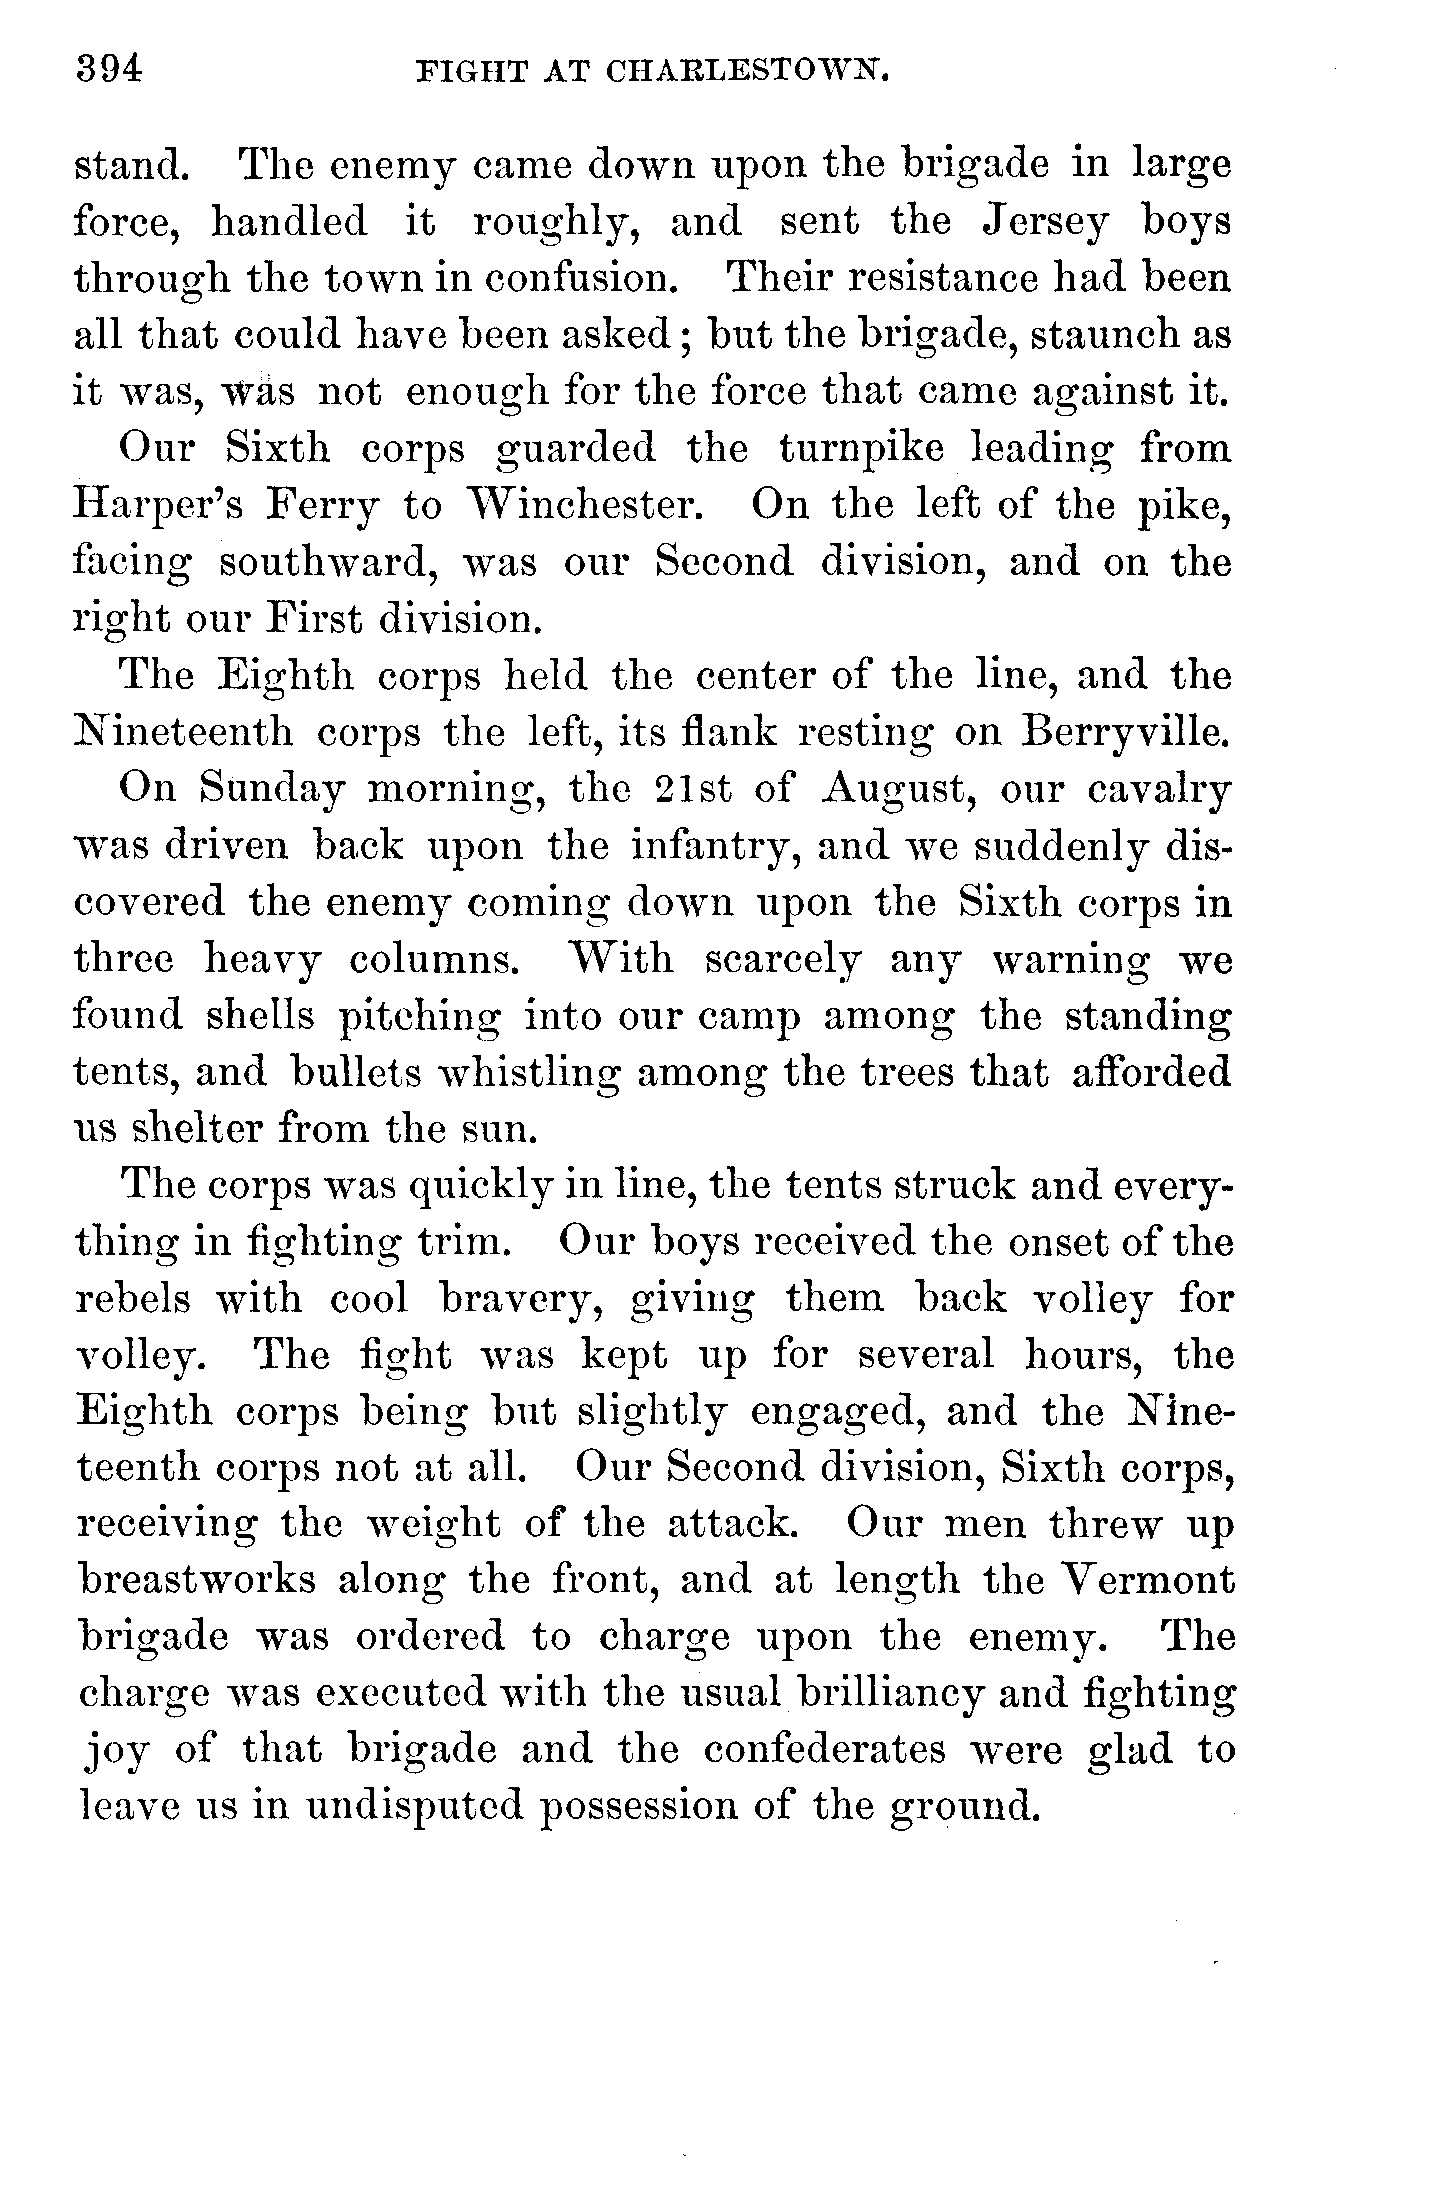 394 FIGHT AT CHARLESTOWN.
stand. The enemy came down upon the brigade in large
force, handled it roughly, and sent the Jersey boys
through the town in confusion. Their resistance had been
all that could have been asked; but the brigade, staunch as
it was, was not enough for the force that came against it.
Our Sixth corps guarded the turnpike leading from
Harper's Ferry to Winchester. On the left of the pike,
facing southward, was our Second division, and on the
right our First division.
The Eighth corps held the center of the line, and the
Nineteenth corps the left, its flank resting on Berryville.
On Sunday morning, the 21st of August, our cavalry
was driven back upon the infantry, and we suddenly dis-
covered the enemy coming down upon the Sixth corps in
three heavy columns. With scarcely any warning we
found shells pitching into our camp among the standing
tents, and bullets whistling among the trees that afforded
us shelter from the sun.
The corps was quickly in line, the tents struck and every-
thing in fighting trim. Our boys received the onset of the
rebels with cool bravery, giving them back volley for
volley. The fight was kept up for several hours, the
Eighth corps being but slightly engaged, and the Nine-
teenth corps not at all. Our Second division, Sixth corps,
receiving the weight of the attack. Our men threw up
breastworks along the front, and at length the Vermont
brigade was ordered to charge upon the enemy. The
charge was executed with the usual brilliancy and fighting
joy of that brigade and the confederates were glad to
leave us in undisputed possession of the ground.